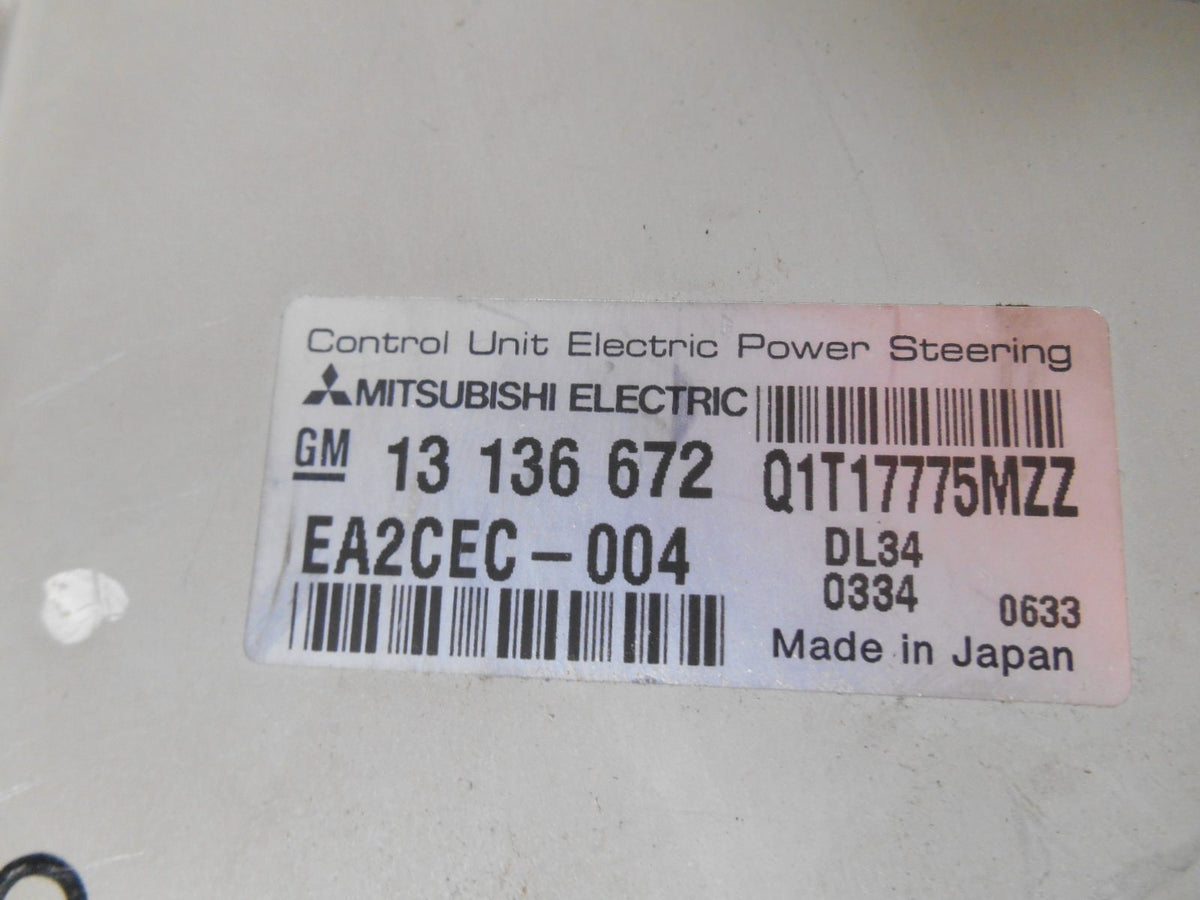 Control Unit Electric Power Steering
MITSUBISHI ELECTRIC
GM 13 136 672 Q1T17775MZZ
EA2CEC-004 DL34
0334 0633
Made in Japan